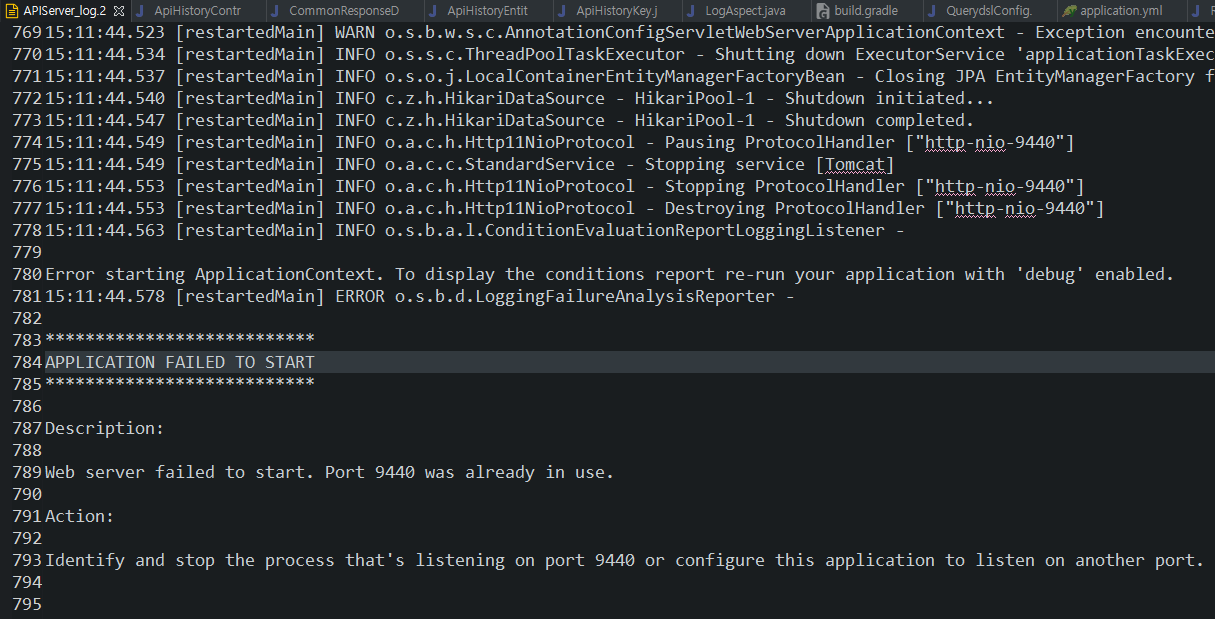 APIServer_log.2 ApiHistoryContr CommonResponseD ApiHistoryEntit ApiHistoryKey.j LogAspect.java build.gradle QuerydslConfig. application.yml
769 15:11:44.523 [restartedMain] WARN o.s.b.w.s.c.AnnotationConfigServletWebServerApplicationContext - Exception encounte
770 15:11:44.534 [restartedMain] INFO o.s.s.c.ThreadPoolTaskExecutor - Shutting down ExecutorService 'applicationTaskExec
771 15:11:44.537 [restartedMain] INFO o.s.o.j.LocalContainerEntityManagerFactoryBean - Closing JPA EntityManagerFactory f
772 15:11:44.540 [restartedMain] INFO c.z.h.HikariDataSource - HikariPool-1 - Shutdown initiated...
773 15:11:44.547 [restartedMain] INFO c.z.h.HikariDataSource - HikariPool-1 - Shutdown completed.
774 15:11:44.549 [restartedMain] INFO o.a.c.h.Http11NioProtocol - Pausing ProtocolHandler ["http-nio-9440"]
775 15:11:44.549 [restartedMain] INFO o.a.c.c.StandardService - Stopping service [Tomcat]
776 15:11:44.553 [restartedMain] INFO o.a.c.h.Http11NioProtocol - Stopping ProtocolHandler ["http-nio-9440"]
777 15:11:44.553 [restartedMain] INFO o.a.c.h.Http11NioProtocol - Destroying ProtocolHandler ["http-nio-9440"]
778 15:11:44.563 [restartedMain] INFO o.s.b.a.l.ConditionEvaluationReportLoggingListener -
779
780 Error starting ApplicationContext. To display the conditions report re-run your application with 'debug' enabled.
781 15:11:44.578 [restartedMain] ERROR o.s.b.d.LoggingFailureAnalysisReporter -
782
783 ***************************
784 APPLICATION FAILED TO START
785 ***************************
786
787 Description:
788
789 Web server failed to start. Port 9440 was already in use.
790
791 Action:
792
793 Identify and stop the process that's listening on port 9440 or configure this application to listen on another port.
794
795